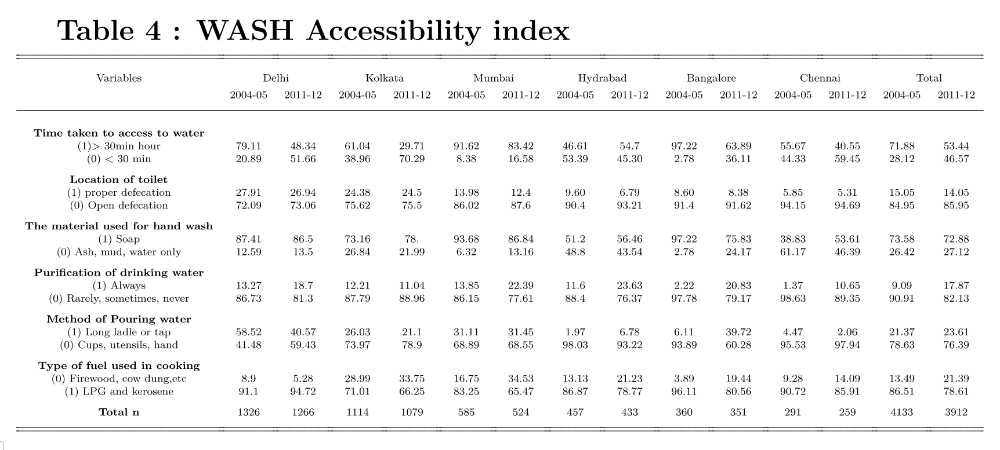 Table 4 : WASH Accessibility index
Variables Delhi Kolkata Mumbai Hydrabad Bangalore Chennai Total
2004-05 2011-12 2004-05 2011-12 2004-05 2011-12 2004-05 2011-12 2004-05 2011-12 2004-05 2011-12 2004-05 2011-12
Time taken to access to water
(1)> 30min hour 79.11 48.34 61.04 29.71 91.62 83.42 46.61 54.7 97.22 63.89 55.67 40.55 71.88 53.44
(0) < 30 min 20.89 51.66 38.96 70.29 8.38 16.58 53.39 45.30 2.78 36.11 44.33 59.45 28.12 46.57
Location of toilet
(1) proper defecation 27.91 26.94 24.38 24.5 13.98 12.4 9.60 6.79 8.60 8.38 5.85 5.31 15.05 14.05
(0) Open defecation 72.09 73.06 75.62 75.5 86.02 87.6 90.4 93.21 91.4 91.62 94.15 94.69 84.95 85.95
The material used for hand wash
(1) Soap 87.41 86.5 73.16 78. 93.68 86.84 51.2 56.46 97.22 75.83 38.83 53.61 73.58 72.88
(0) Ash, mud, water only 12.59 13.5 26.84 21.99 6.32 13.16 48.8 43.54 2.78 24.17 61.17 46.39 26.42 27.12
Purification of drinking water
(1) Always 13.27 18.7 12.21 11.04 13.85 22.39 11.6 23.63 2.22 20.83 1.37 10.65 9.09 17.87
(0) Rarely, sometimes, never 86.73 81.3 87.79 88.96 86.15 77.61 88.4 76.37 97.78 79.17 98.63 89.35 90.91 82.13
Method of Pouring water
(1) Long ladle or tap 58.52 40.57 26.03 21.1 31.11 31.45 1.97 6.78 6.11 39.72 4.47 2.06 21.37 23.61
(0) Cups, utensils, hand 41.48 59.43 73.97 78.9 68.89 68.55 98.03 93.22 93.89 60.28 95.53 97.94 78.63 76.39
Type of fuel used in cooking
(0) Firewood, cow dung,etc 8.9 5.28 28.99 33.75 16.75 34.53 13.13 21.23 3.89 19.44 9.28 14.09 13.49 21.39
(1) LPG and kerosene 91.1 94.72 71.01 66.25 83.25 65.47 86.87 78.77 96.11 80.56 90.72 85.91 86.51 78.61
Total n 1326 1266 1114 1079 585 524 457 433 360 351 291 259 4133 3912